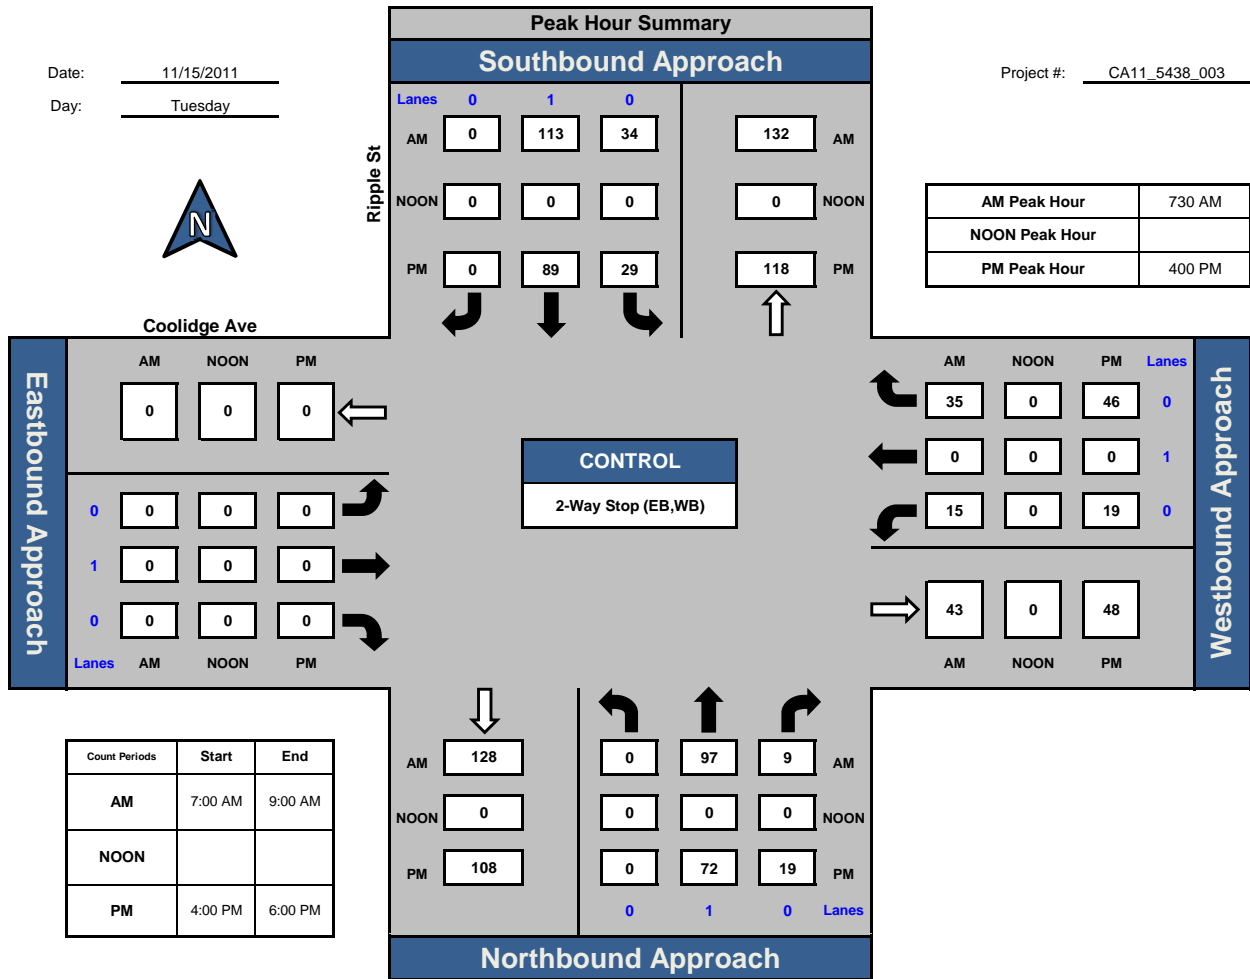 Peak Hour Summary
Southbound Approach
Date: 11/15/2011
Day: Tuesday
Project #: CA11_5438_003
N
Ripple St
Lanes 0 1 0
AM 0 113 34 132 AM
NOON 0 0 0 0 NOON
PM 0 89 29 118 PM
AM Peak Hour 730 AM
NOON Peak Hour
PM Peak Hour 400 PM
Coolidge Ave
Eastbound Approach
AM NOON PM
0 0 0
0 0 0 0
1 0 0 0
0 0 0 0
Lanes AM NOON PM
CONTROL
2-Way Stop (EB,WB)
AM NOON PM Lanes
35 0 46 0
0 0 0 1
15 0 19 0
43 0 48
AM NOON PM
Westbound Approach
Count Periods Start End
AM 7:00 AM 9:00 AM
NOON
PM 4:00 PM 6:00 PM
AM 128 0 97 9 AM
NOON 0 0 0 0 NOON
PM 108 0 72 19 PM
0 1 0 Lanes
Northbound Approach